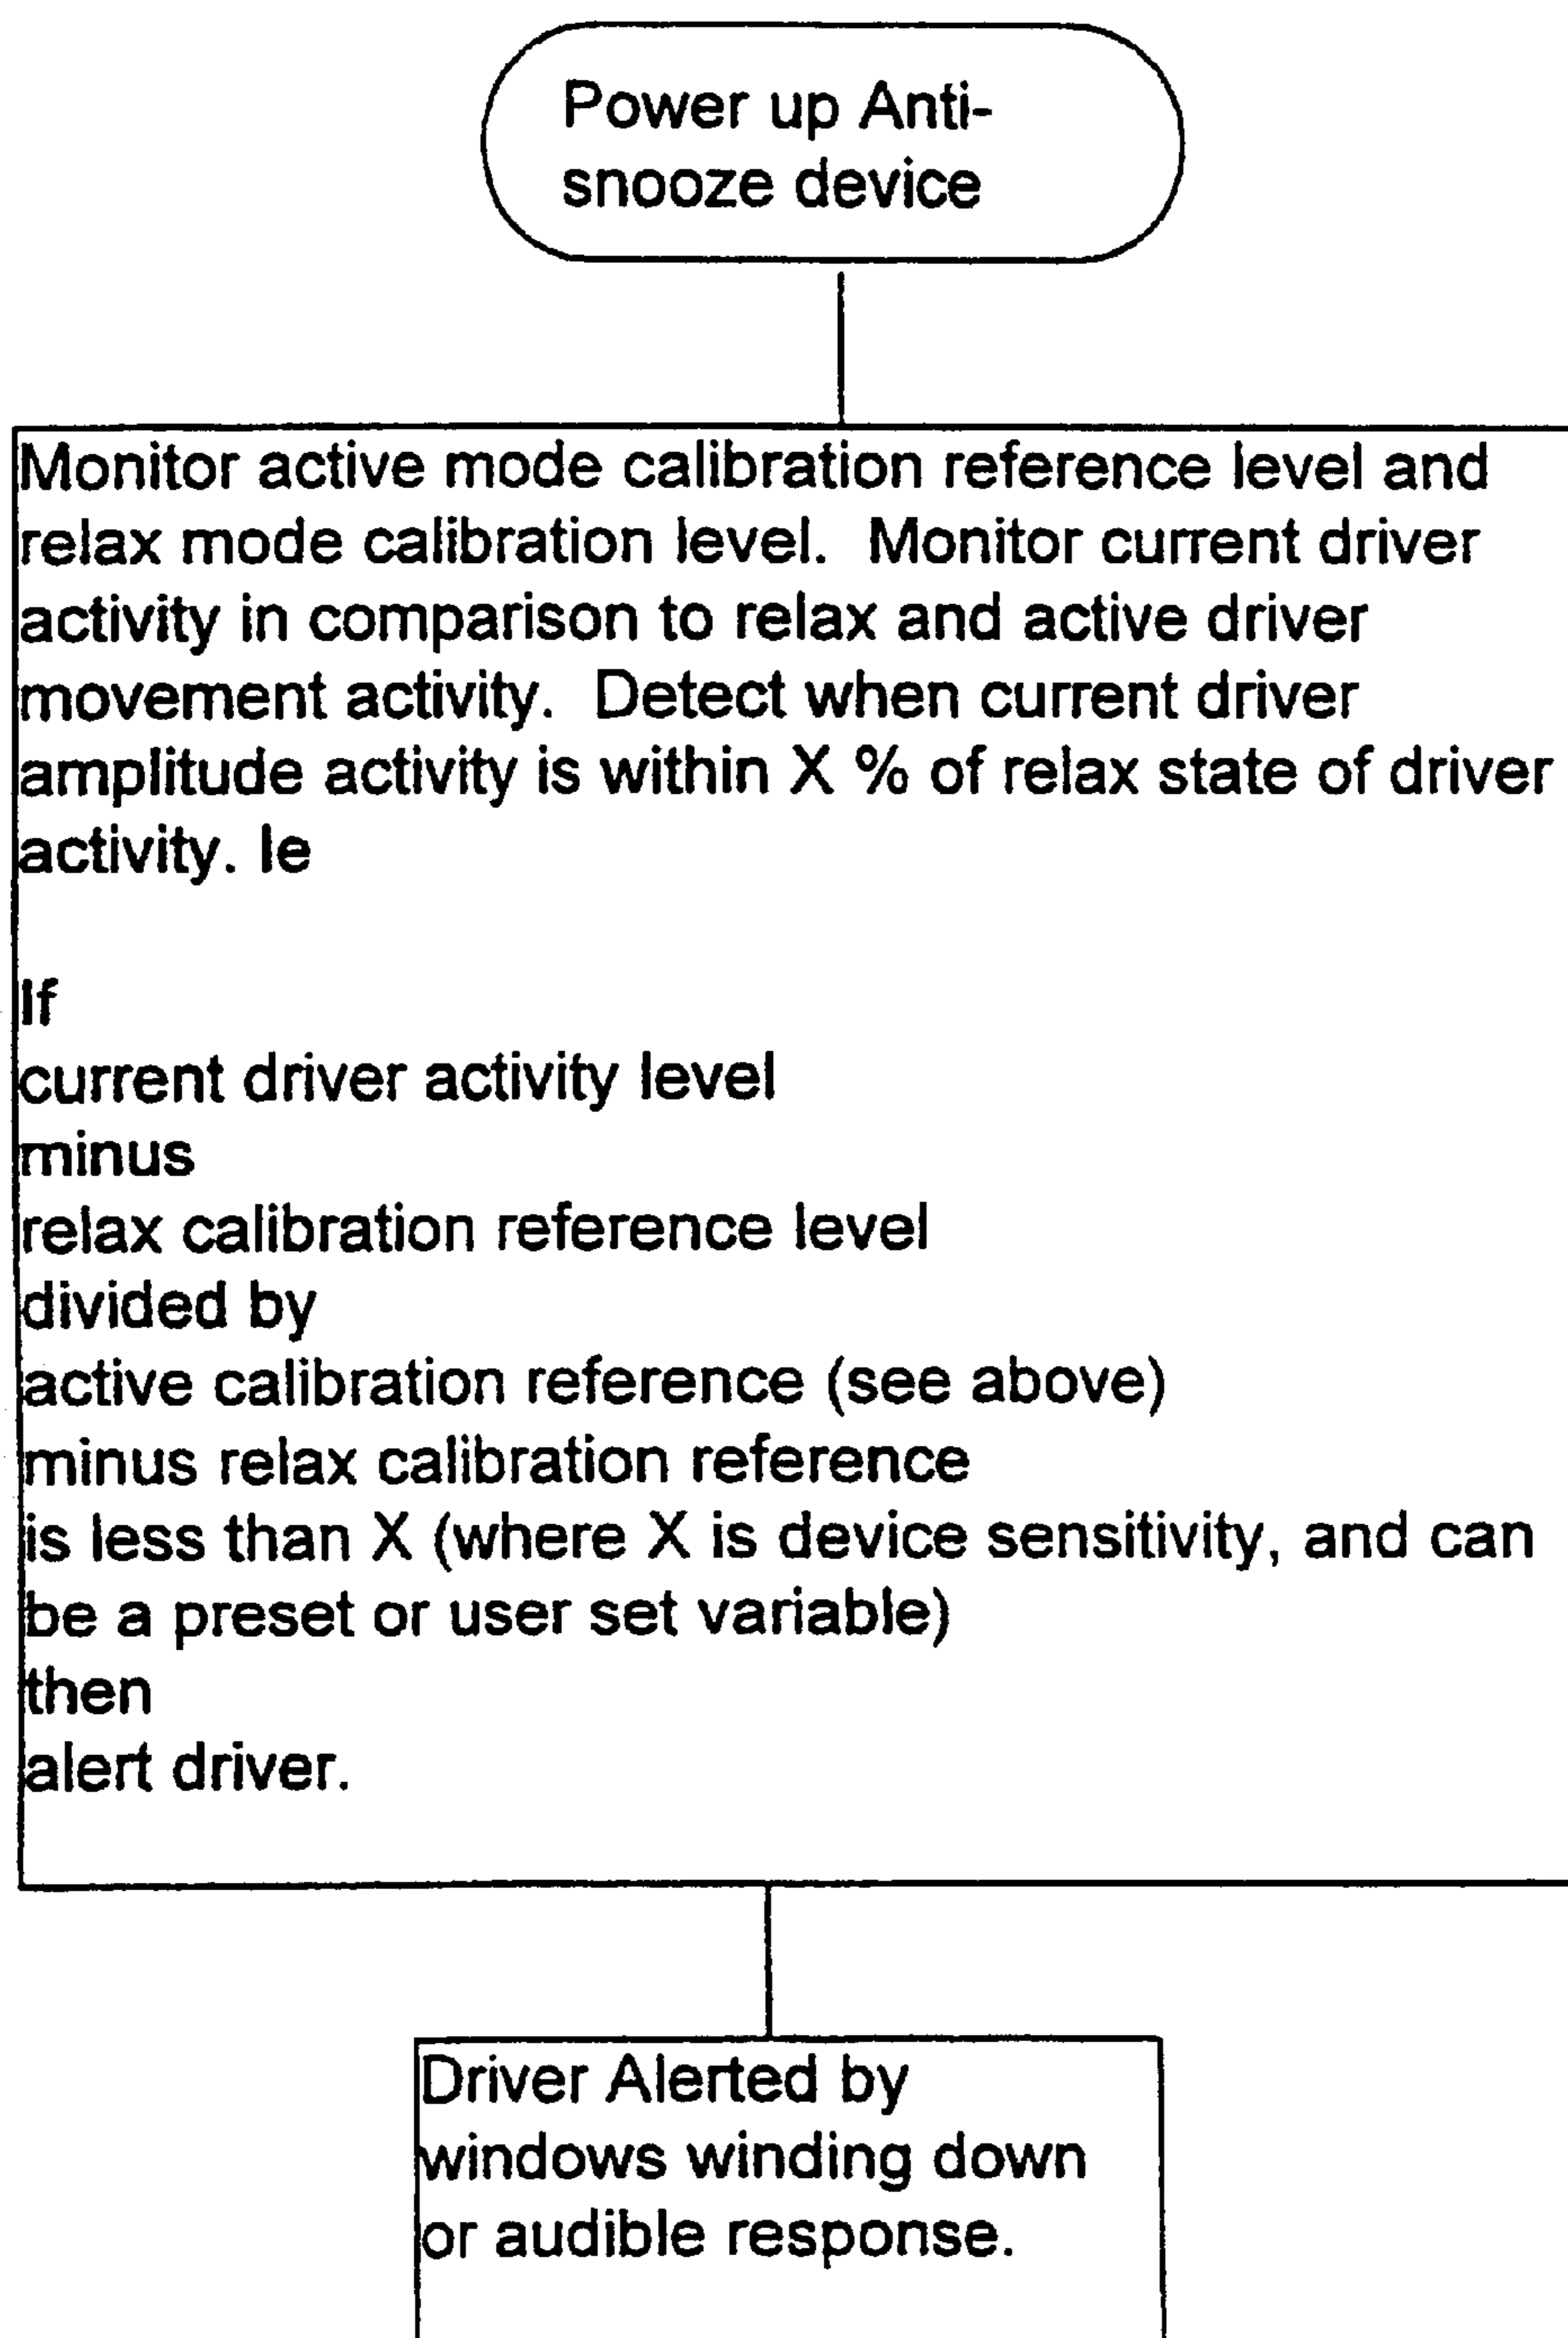 Power up Anti-
snooze device
Monitor active mode calibration reference level and
relax mode calibration level.  Monitor current driver
activity in comparison to relax and active driver
movement activity.  Detect when current driver
amplitude activity is within X % of relax state of driver
activity. Ie
If
current driver activity level
minus
relax calibration reference level
divided by
active calibration reference (see above)
minus relax calibration reference
is less than X (where X is device sensitivity, and can
be a preset or user set variable)
then
alert driver.
Driver Alerted by
windows winding down
or audible response.